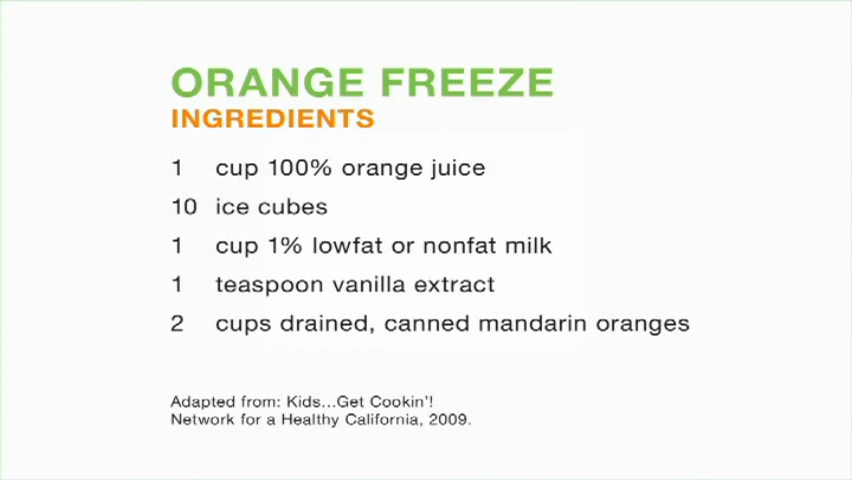 ORANGE FREEZE
INGREDIENTS
1 cup 100% orange juice
10 ice cubes
1 cup 1% lowfat or nonfat milk
1 teaspoon vanilla extract
2 cups drained, canned mandarin oranges
Adapted from: Kids...Get Cookin'!
Network for a Healthy California, 2009.